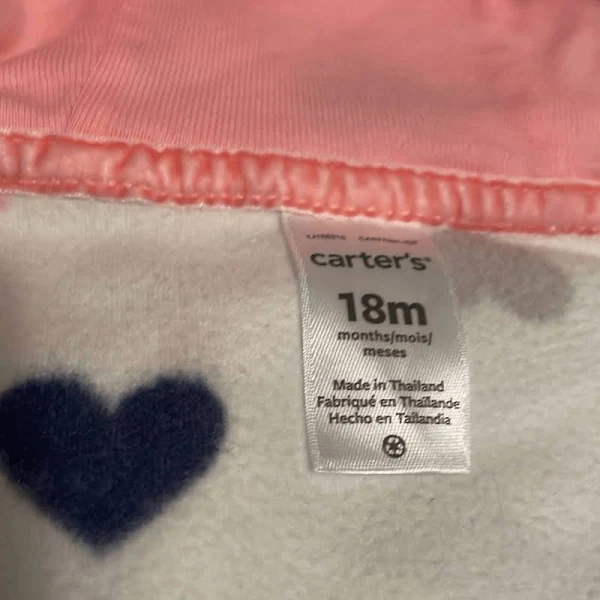 carter's®
18m
months/mois/
meses
Made in Thailand
Fabriqué en Thaïlande
Hecho en Tailandia